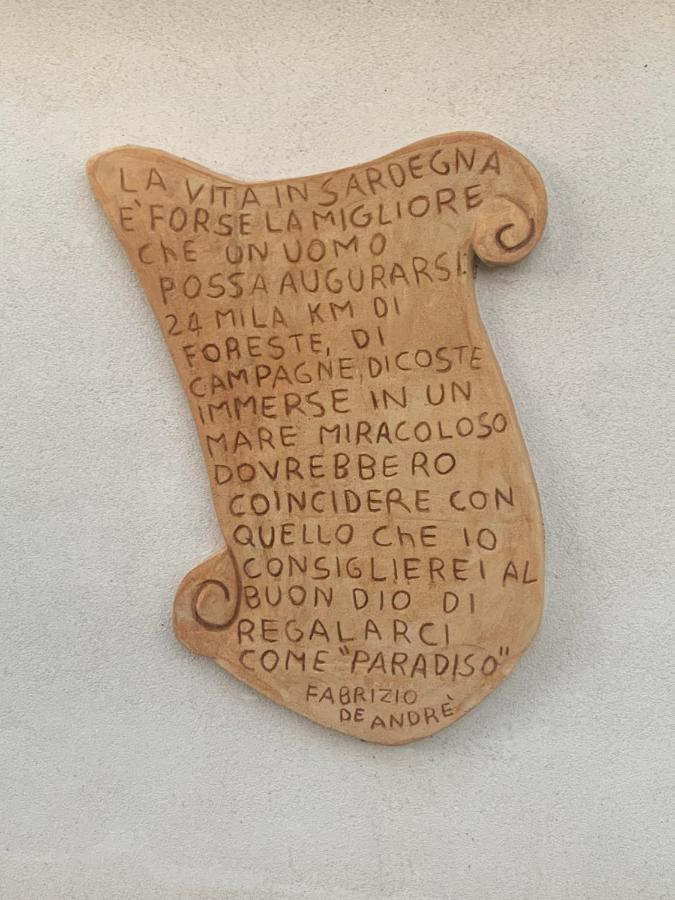 LA VITA IN SARDEGNA
E' FORSE LA MIGLIORE
ChE UN UOMO
POSSA AUGURARSI:
24 MILA KM DI
FORESTE, DI
CAMPAGNE, DI COSTE
IMMERSE IN UN
MARE MIRACOLOSO
DOVREBBERO
COINCIDERE CON
QUELLO ChE IO
CONSIGLIEREI AL
BUON DIO DI
REGALARCI
COME "PARADISO"
FABRIZIO
DE ANDRÈ